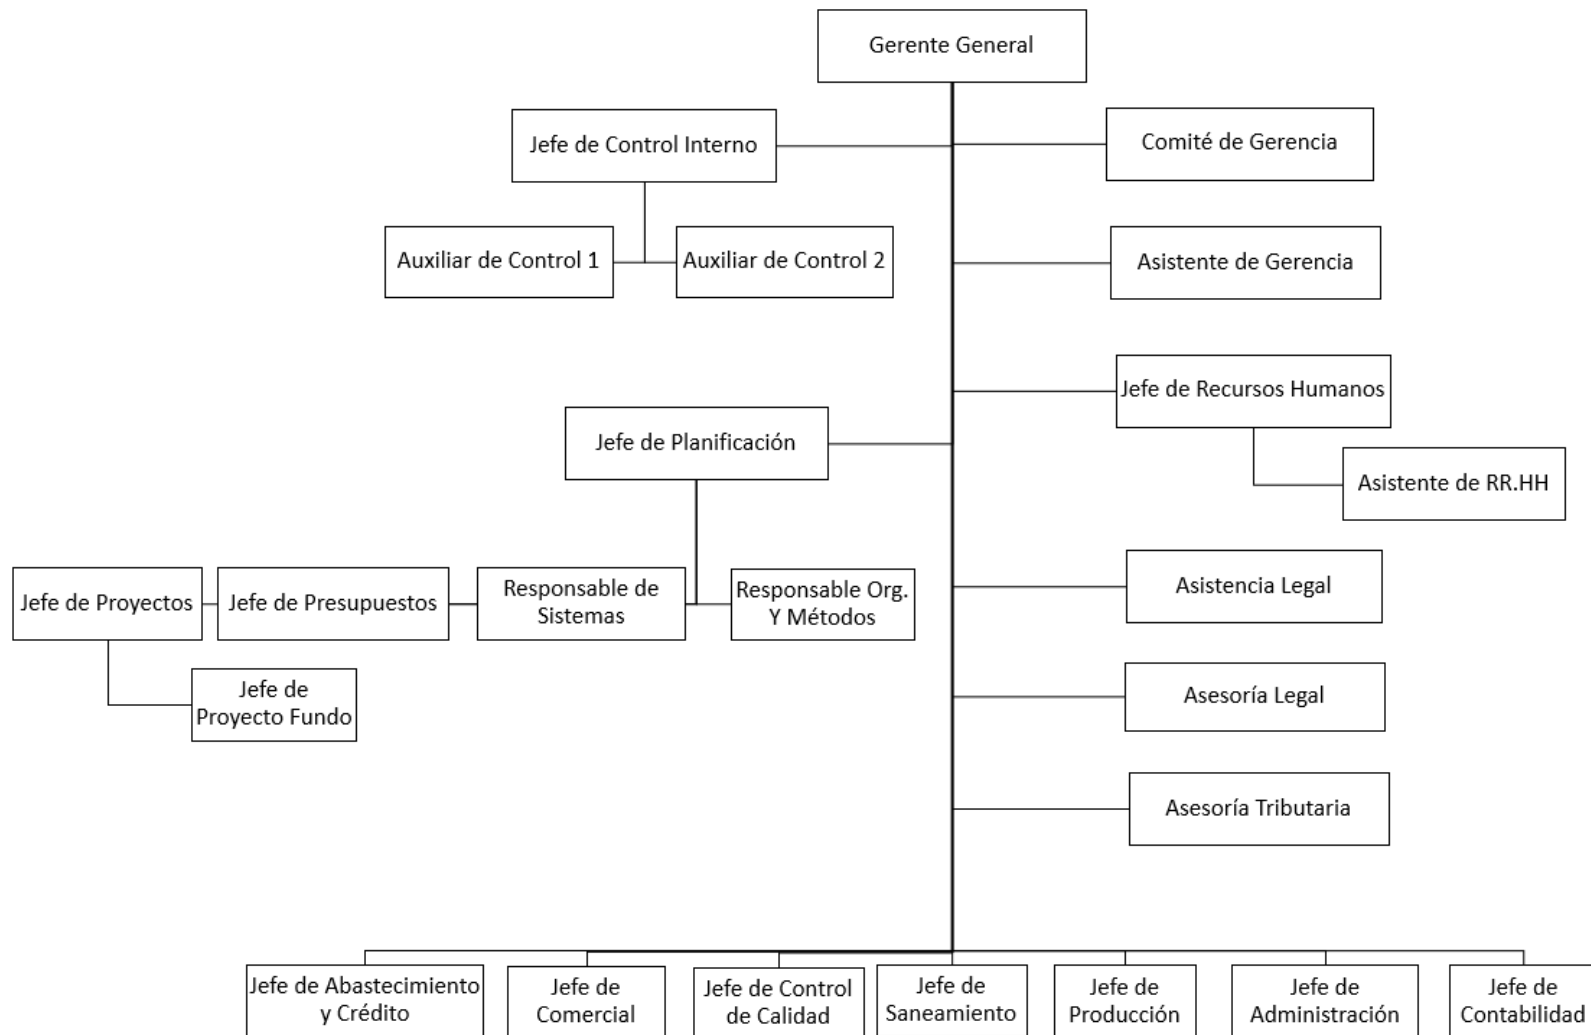 Gerente General
Jefe de Control Interno
Comité de Gerencia
Auxiliar de Control 1
Auxiliar de Control 2
Asistente de Gerencia
Jefe de Recursos Humanos
Jefe de Planificación
Asistente de RR.HH
Asistencia Legal
Jefe de Proyectos
Jefe de Presupuestos
Responsable de
Sistemas
Responsable Org.
Y Métodos
Jefe de
Proyecto Fundo
Asesoría Legal
Asesoría Tributaria
Jefe de Abastecimiento
y Crédito
Jefe de
Comercial
Jefe de Control
de Calidad
Jefe de
Saneamiento
Jefe de
Producción
Jefe de
Administración
Jefe de
Contabilidad